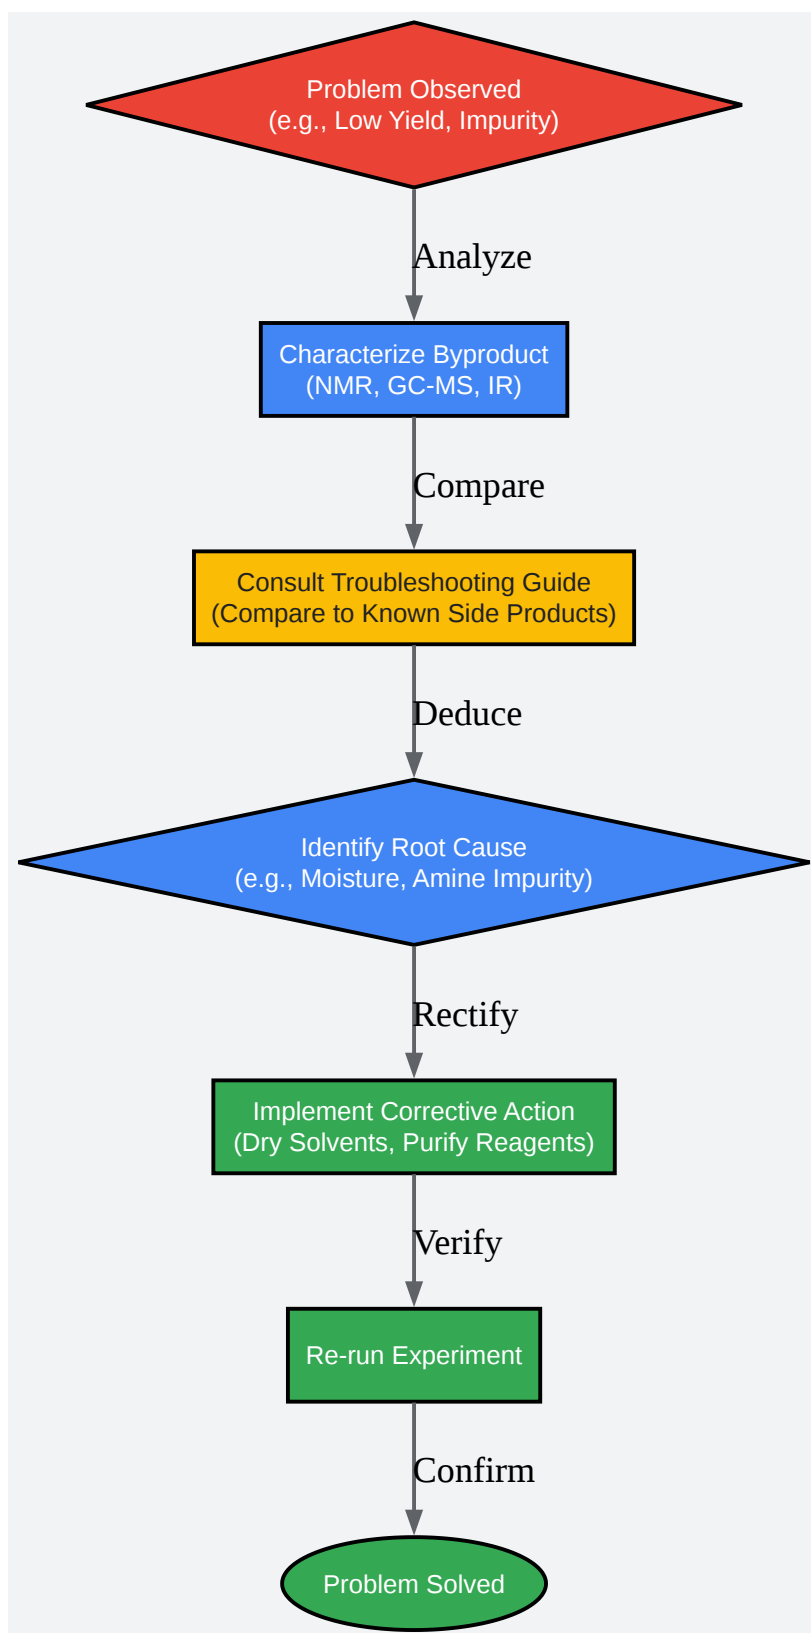 Problem Observed
(e.g., Low Yield, Impurity)
Analyze
Characterize Byproduct
(NMR, GC-MS, IR)
Compare
Consult Troubleshooting Guide
(Compare to Known Side Products)
Deduce
Identify Root Cause
(e.g., Moisture, Amine Impurity)
Rectify
Implement Corrective Action
(Dry Solvents, Purify Reagents)
Verify
Re-run Experiment
Confirm
Problem Solved